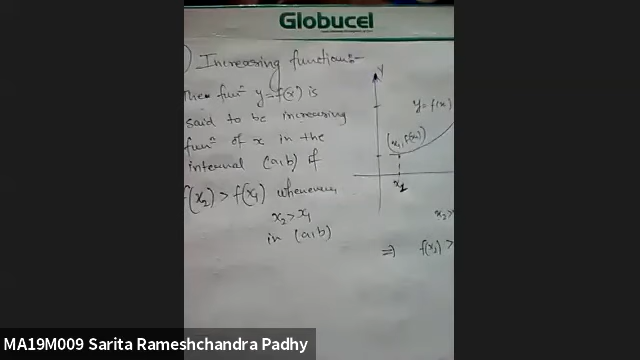 Globucel
) Increasing function:-
The funⁿ y=f(x) is
said to be increasing
funⁿ of x in the
interval (a,b) if
f(x₂) > f(x₁) whenever
x₂>x₁
in (a,b)
Y
y=f(x)
(x₁,f(x₁))
x₁
x₂>
⇒ f(x₂) >
MA19M009 Sarita Rameshchandra Padhy